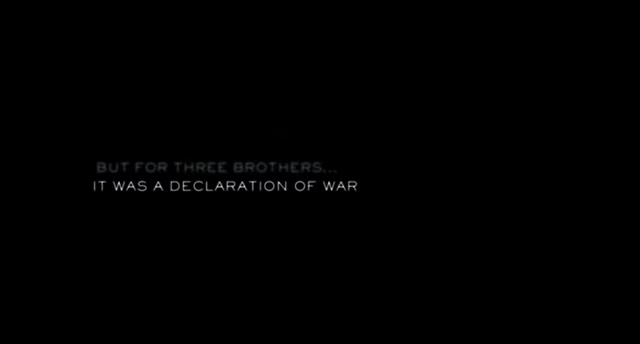 BUT FOR THREE BROTHERS...
IT WAS A DECLARATION OF WAR